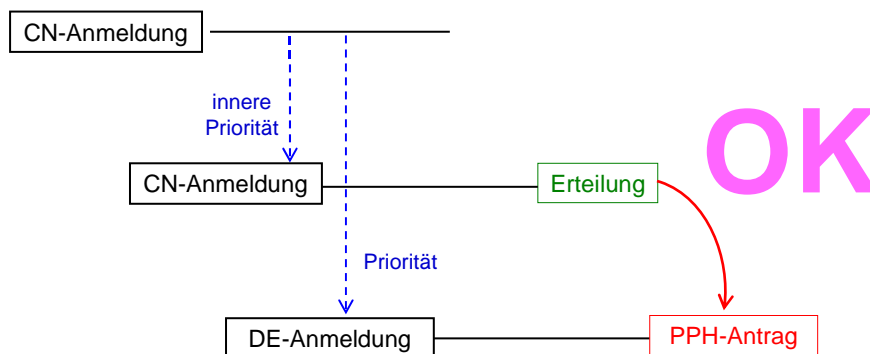 CN-Anmeldung
innere
Priorität
OK
CN-Anmeldung
Erteilung
Priorität
DE-Anmeldung
PPH-Antrag